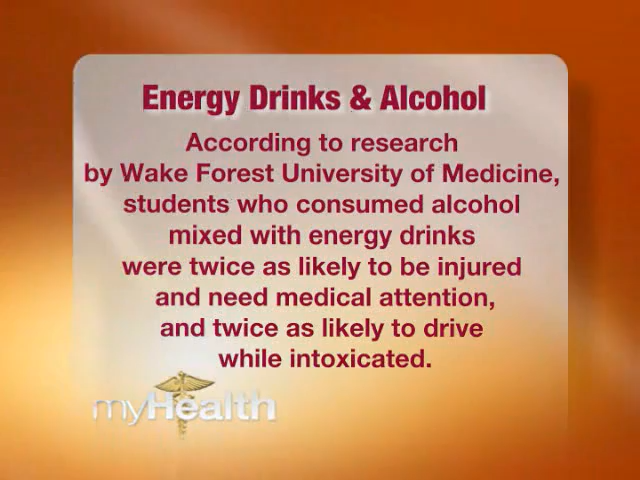 Energy Drinks & Alcohol
According to research
by Wake Forest University of Medicine,
students who consumed alcohol
mixed with energy drinks
were twice as likely to be injured
and need medical attention,
and twice as likely to drive
while intoxicated.
myHealth